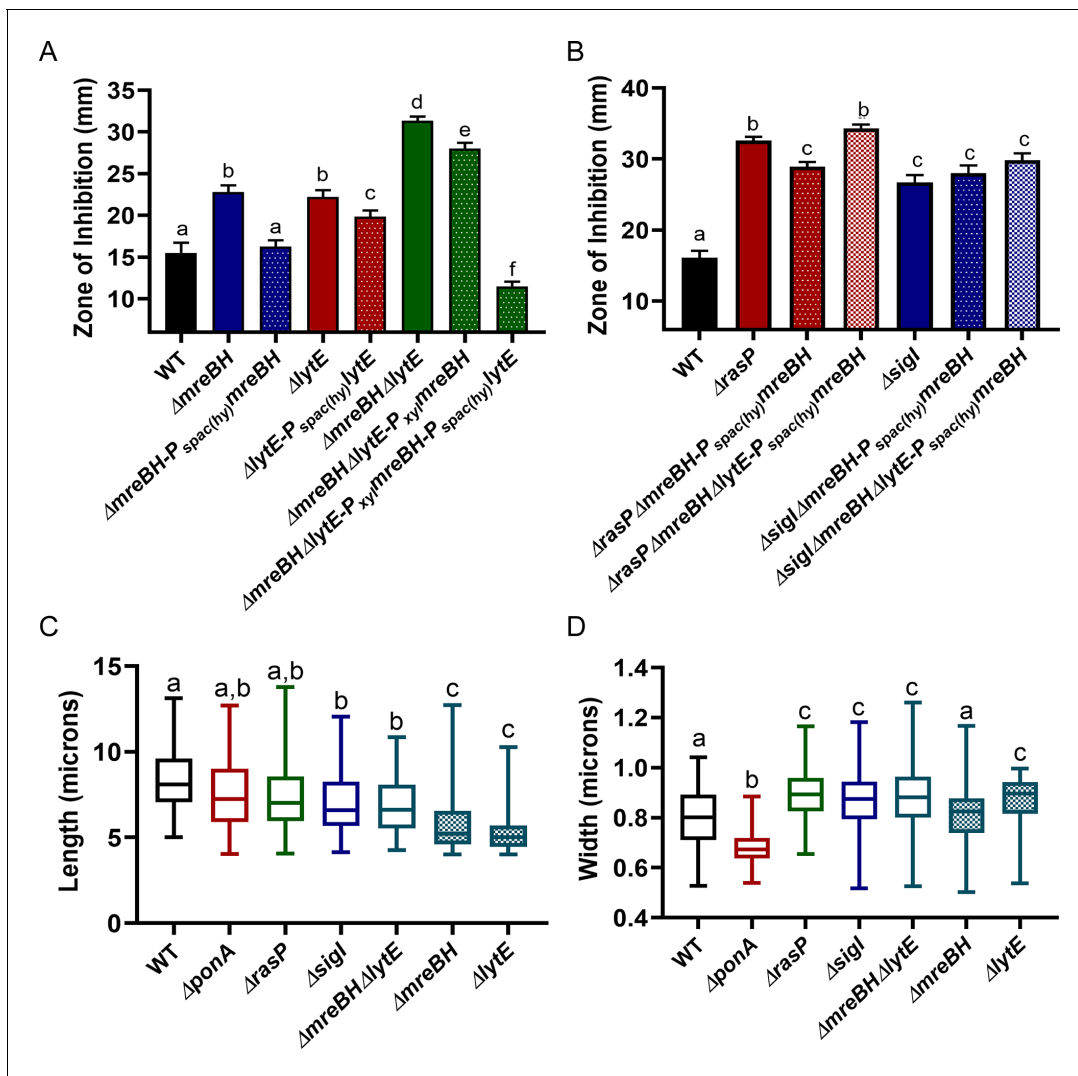 A
Zone of Inhibition (mm)
35
30
25
20
15
10
a
b
a
b
c
d
e
f
WT
ΔmreBH
ΔmreBH-P spac(hy)mreBH
ΔlytE
ΔlytE-P spac(hy)lytE
ΔmreBHΔlytE
ΔmreBHΔlytE-P xylmreBH
ΔmreBHΔlytE-P xylmreBH-P spac(hy)lytE
B
Zone of Inhibition (mm)
40
30
20
10
a
b
c
b
c
c
c
WT
ΔrasP
ΔrasPΔmreBH-P spac(hy)mreBH
ΔrasPΔmreBHΔlytE-P spac(hy)mreBH
ΔsigI
ΔsigIΔmreBH-P spac(hy)mreBH
ΔsigIΔmreBHΔlytE-P spac(hy)mreBH
C
Length (microns)
15
10
5
0
a
a,b
a,b
b
b
c
c
WT
ΔponA
ΔrasP
ΔsigI
ΔmreBHΔlytE
ΔmreBH
ΔlytE
D
Width (microns)
1.4
1.2
1.0
0.8
0.6
0.4
a
b
c
c
c
a
c
WT
ΔponA
ΔrasP
ΔsigI
ΔmreBHΔlytE
ΔmreBH
ΔlytE